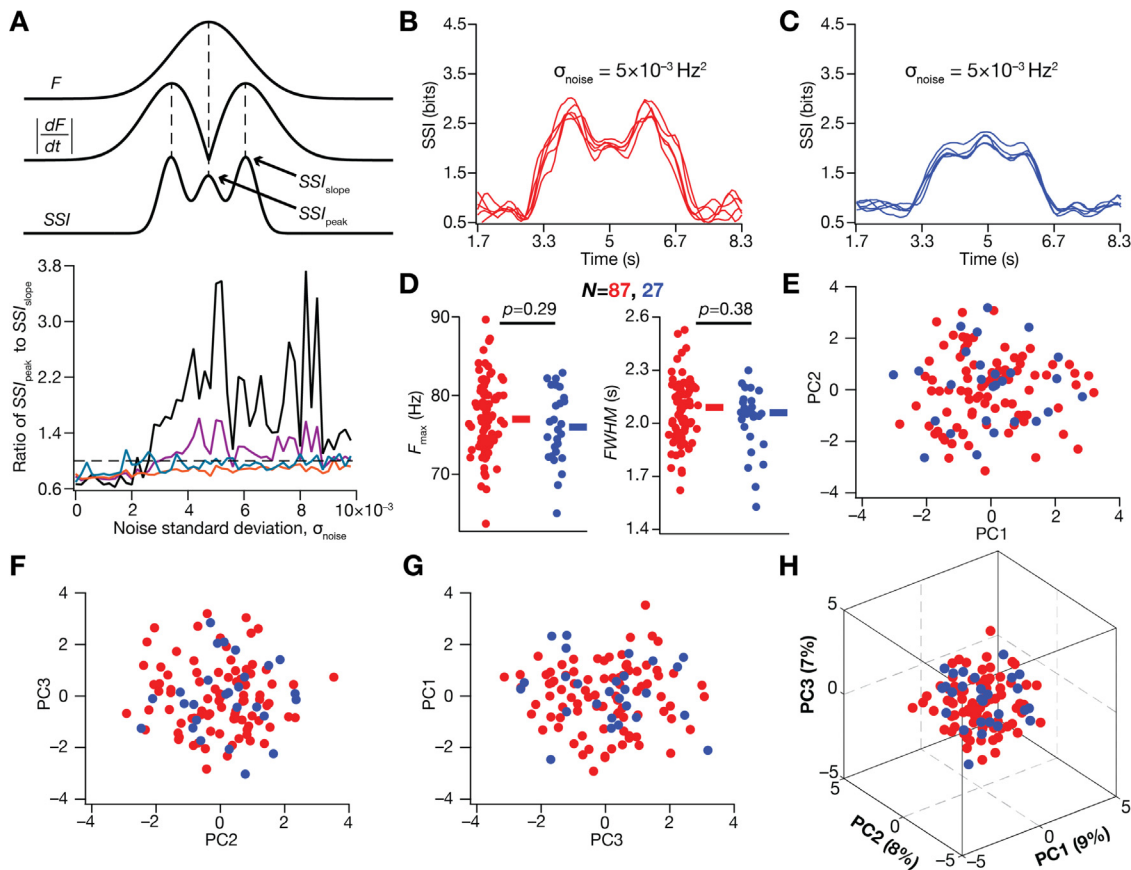 A
F
|dF/dt|
SSI
SSIslope
SSIpeak
Ratio of SSIpeak to SSIslope
3.8
3.0
2.2
1.4
0.6
0 2 4 6 8 10×10⁻³
Noise standard deviation, σnoise
B
σnoise = 5×10⁻³ Hz²
SSI (bits)
4.5
3.5
2.5
1.5
0.5
1.7 3.3 5 6.7 8.3
Time (s)
C
σnoise = 5×10⁻³ Hz²
SSI (bits)
4.5
3.5
2.5
1.5
0.5
1.7 3.3 5 6.7 8.3
Time (s)
D
N=87, 27
p=0.29
Fmax (Hz)
90
80
70
p=0.38
FWHM (s)
2.6
2.3
2.0
1.7
1.4
E
PC2
4
2
0
−2
−4
−4 −2 0 2 4
PC1
F
PC3
4
2
0
−2
−4
−4 −2 0 2 4
PC2
G
PC1
4
2
0
−2
−4
−4 −2 0 2 4
PC3
H
PC3 (7%)
5
0
−5
5
0
−5
PC2 (8%)
−5
0
5
PC1 (9%)